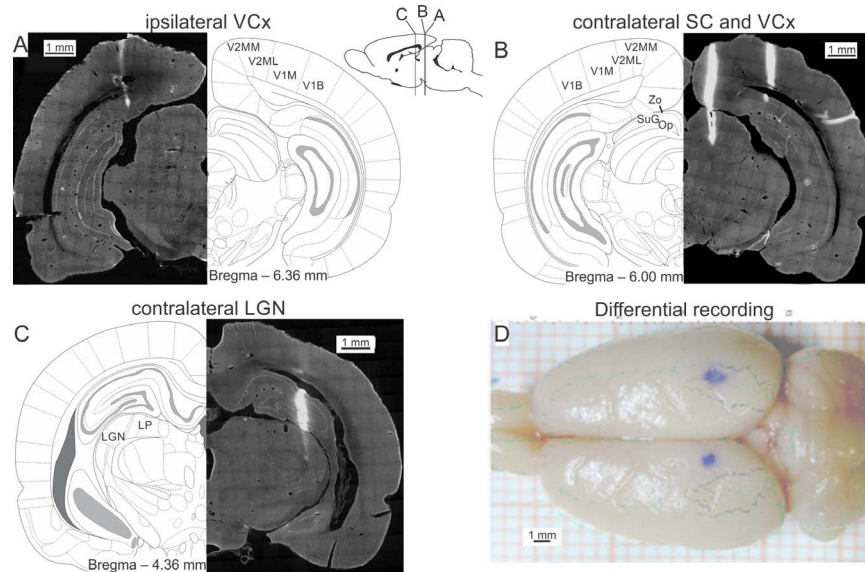 ipsilateral VCx
A
1 mm
V2MM
V2ML
V1M
V1B
Bregma – 6.36 mm
C B A
contralateral SC and VCx
B
V2MM
V2ML
V1M
V1B
Zo
SuG
Op
1 mm
Bregma – 6.00 mm
contralateral LGN
C
LGN
LP
1 mm
Bregma – 4.36 mm
Differential recording
D
1 mm